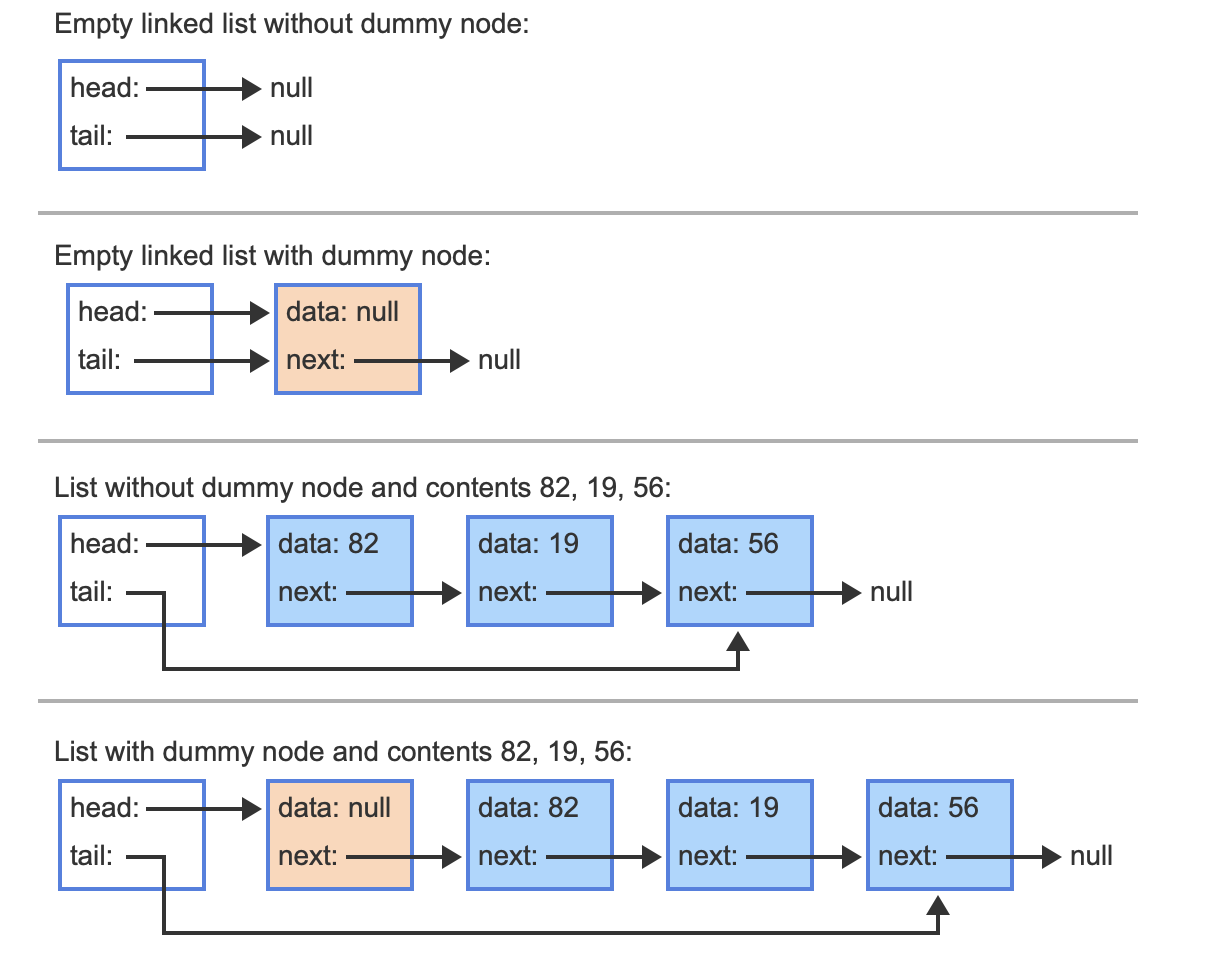 Empty linked list without dummy node:
head: null
tail: null
Empty linked list with dummy node:
head: data: null
tail: next: null
List without dummy node and contents 82, 19, 56:
head: data: 82 data: 19 data: 56
tail: next: next: next: null
List with dummy node and contents 82, 19, 56:
head: data: null data: 82 data: 19 data: 56
tail: next: next: next: next: null